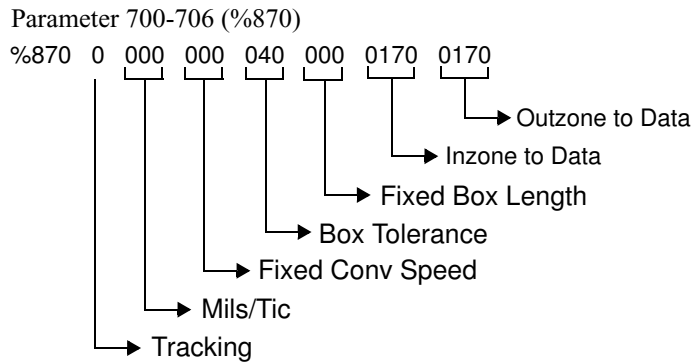 Parameter 700-706 (%870)
%870 0 000 000 040 000 0170 0170
Outzone to Data
Inzone to Data
Fixed Box Length
Box Tolerance
Fixed Conv Speed
Mils/Tic
Tracking